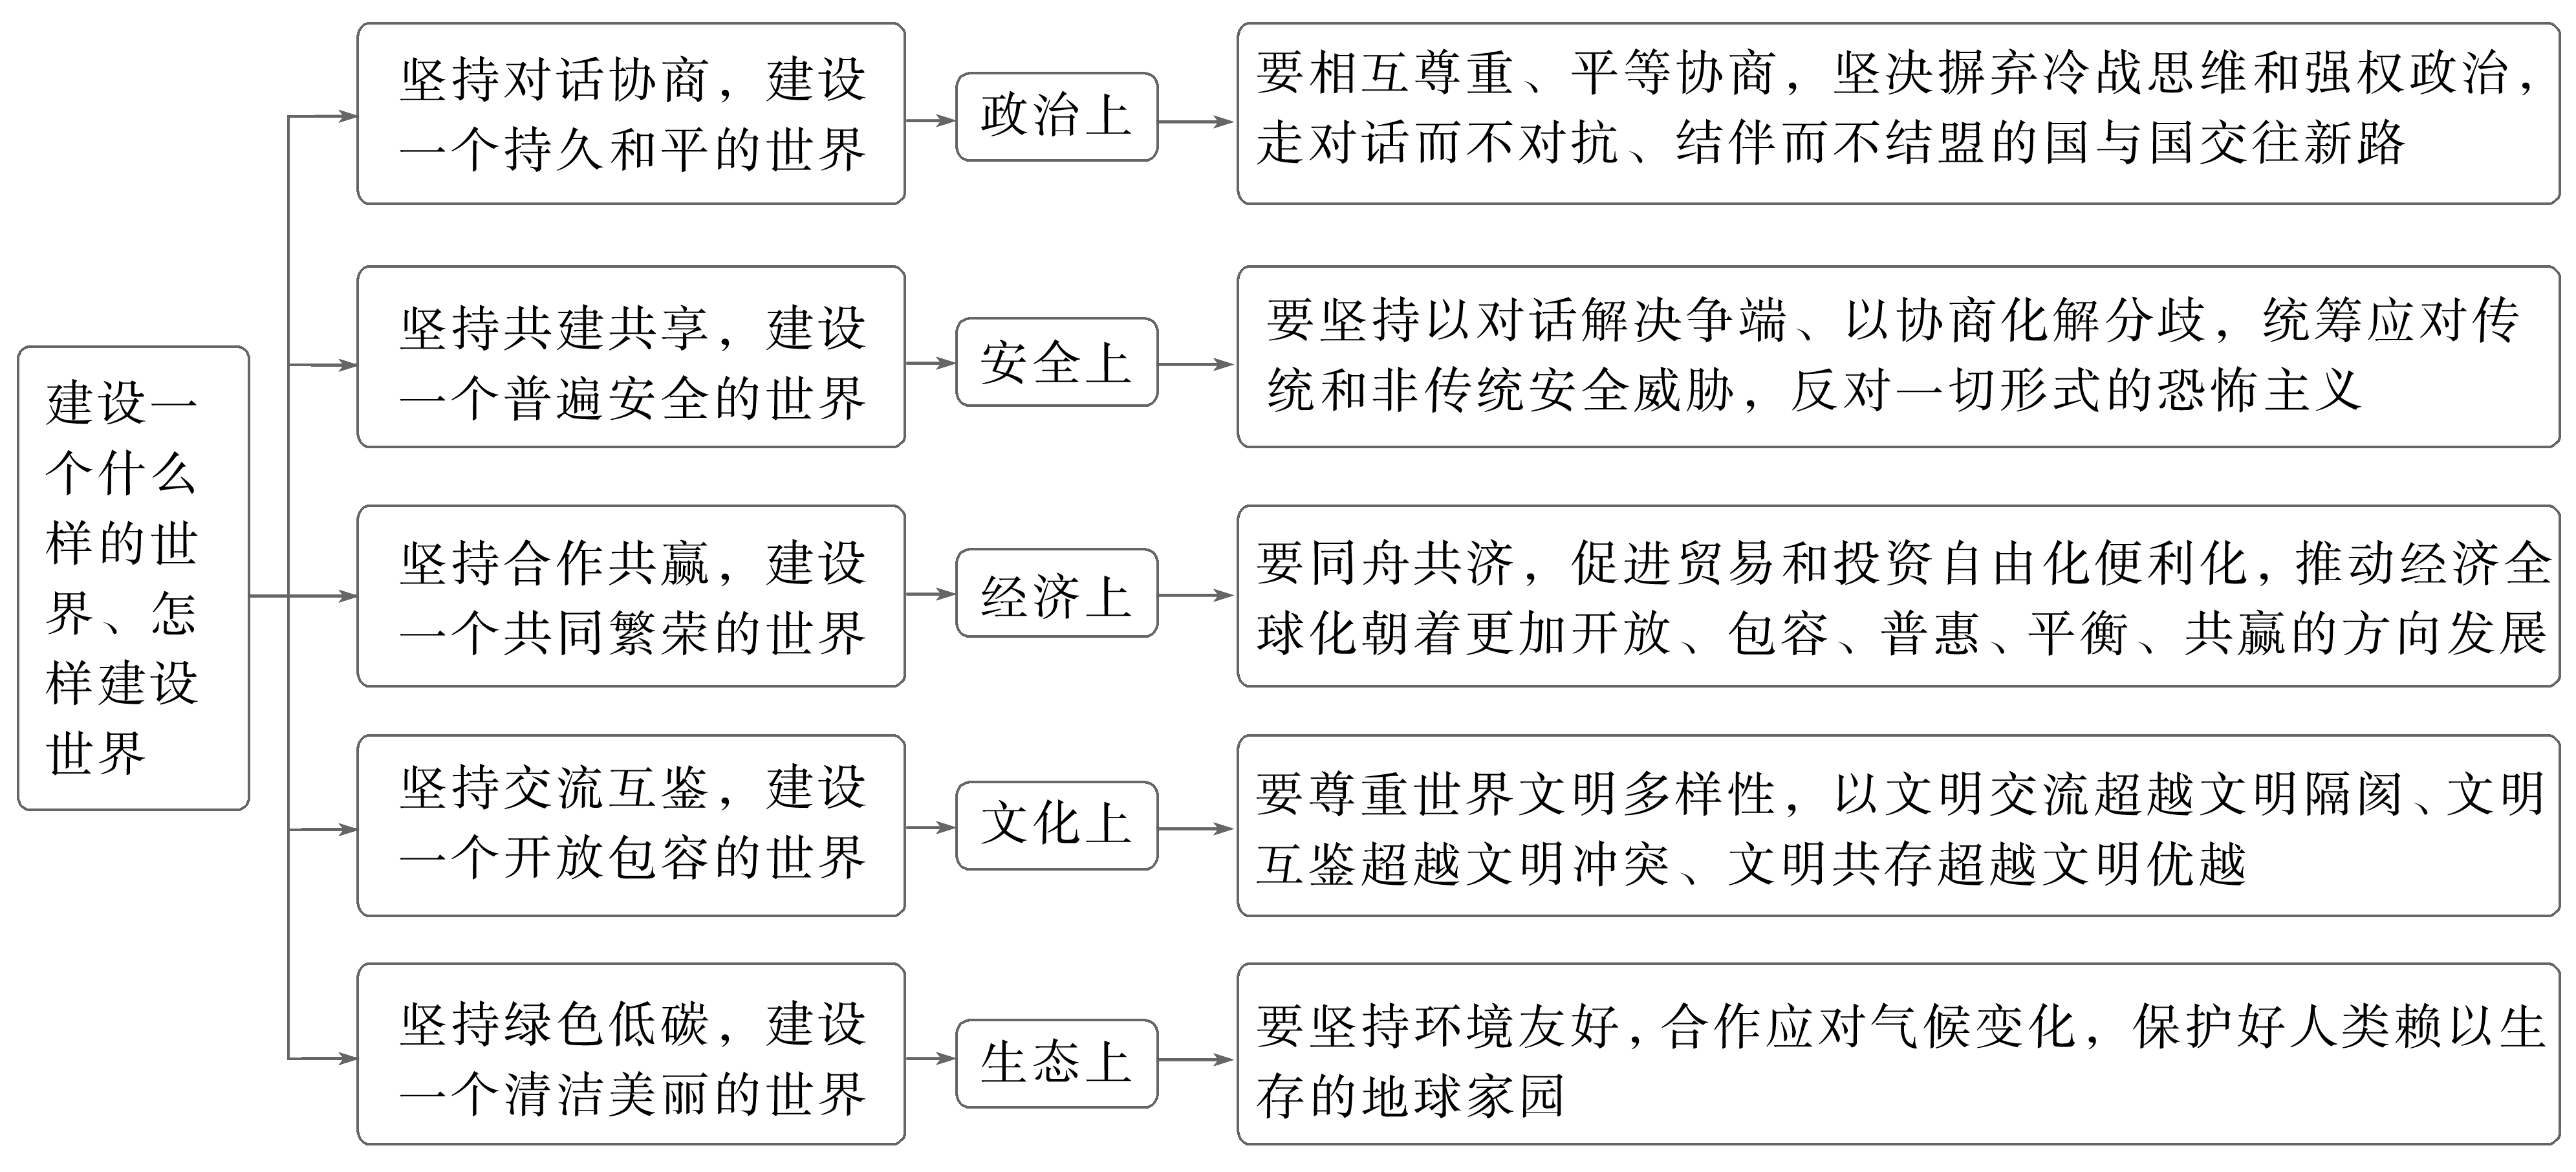 建设一
个什么
样的世
界、怎
样建设
世界
坚持对话协商，建设
一个持久和平的世界
政治上
要相互尊重、平等协商，坚决摒弃冷战思维和强权政治，
走对话而不对抗、结伴而不结盟的国与国交往新路
坚持共建共享，建设
一个普遍安全的世界
安全上
要坚持以对话解决争端、以协商化解分歧，统筹应对传
统和非传统安全威胁，反对一切形式的恐怖主义
坚持合作共赢，建设
一个共同繁荣的世界
经济上
要同舟共济，促进贸易和投资自由化便利化，推动经济全
球化朝着更加开放、包容、普惠、平衡、共赢的方向发展
坚持交流互鉴，建设
一个开放包容的世界
文化上
要尊重世界文明多样性，以文明交流超越文明隔阂、文明
互鉴超越文明冲突、文明共存超越文明优越
坚持绿色低碳，建设
一个清洁美丽的世界
生态上
要坚持环境友好，合作应对气候变化，保护好人类赖以生
存的地球家园